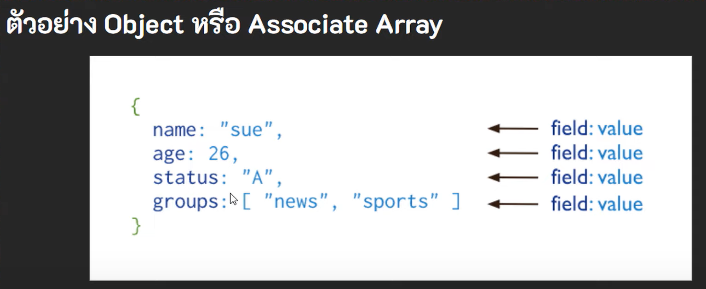 ตัวอย่าง Object หรือ Associate Array
{
name: "sue", field: value
age: 26, field: value
status: "A", field: value
groups: [ "news", "sports" ] field: value
}